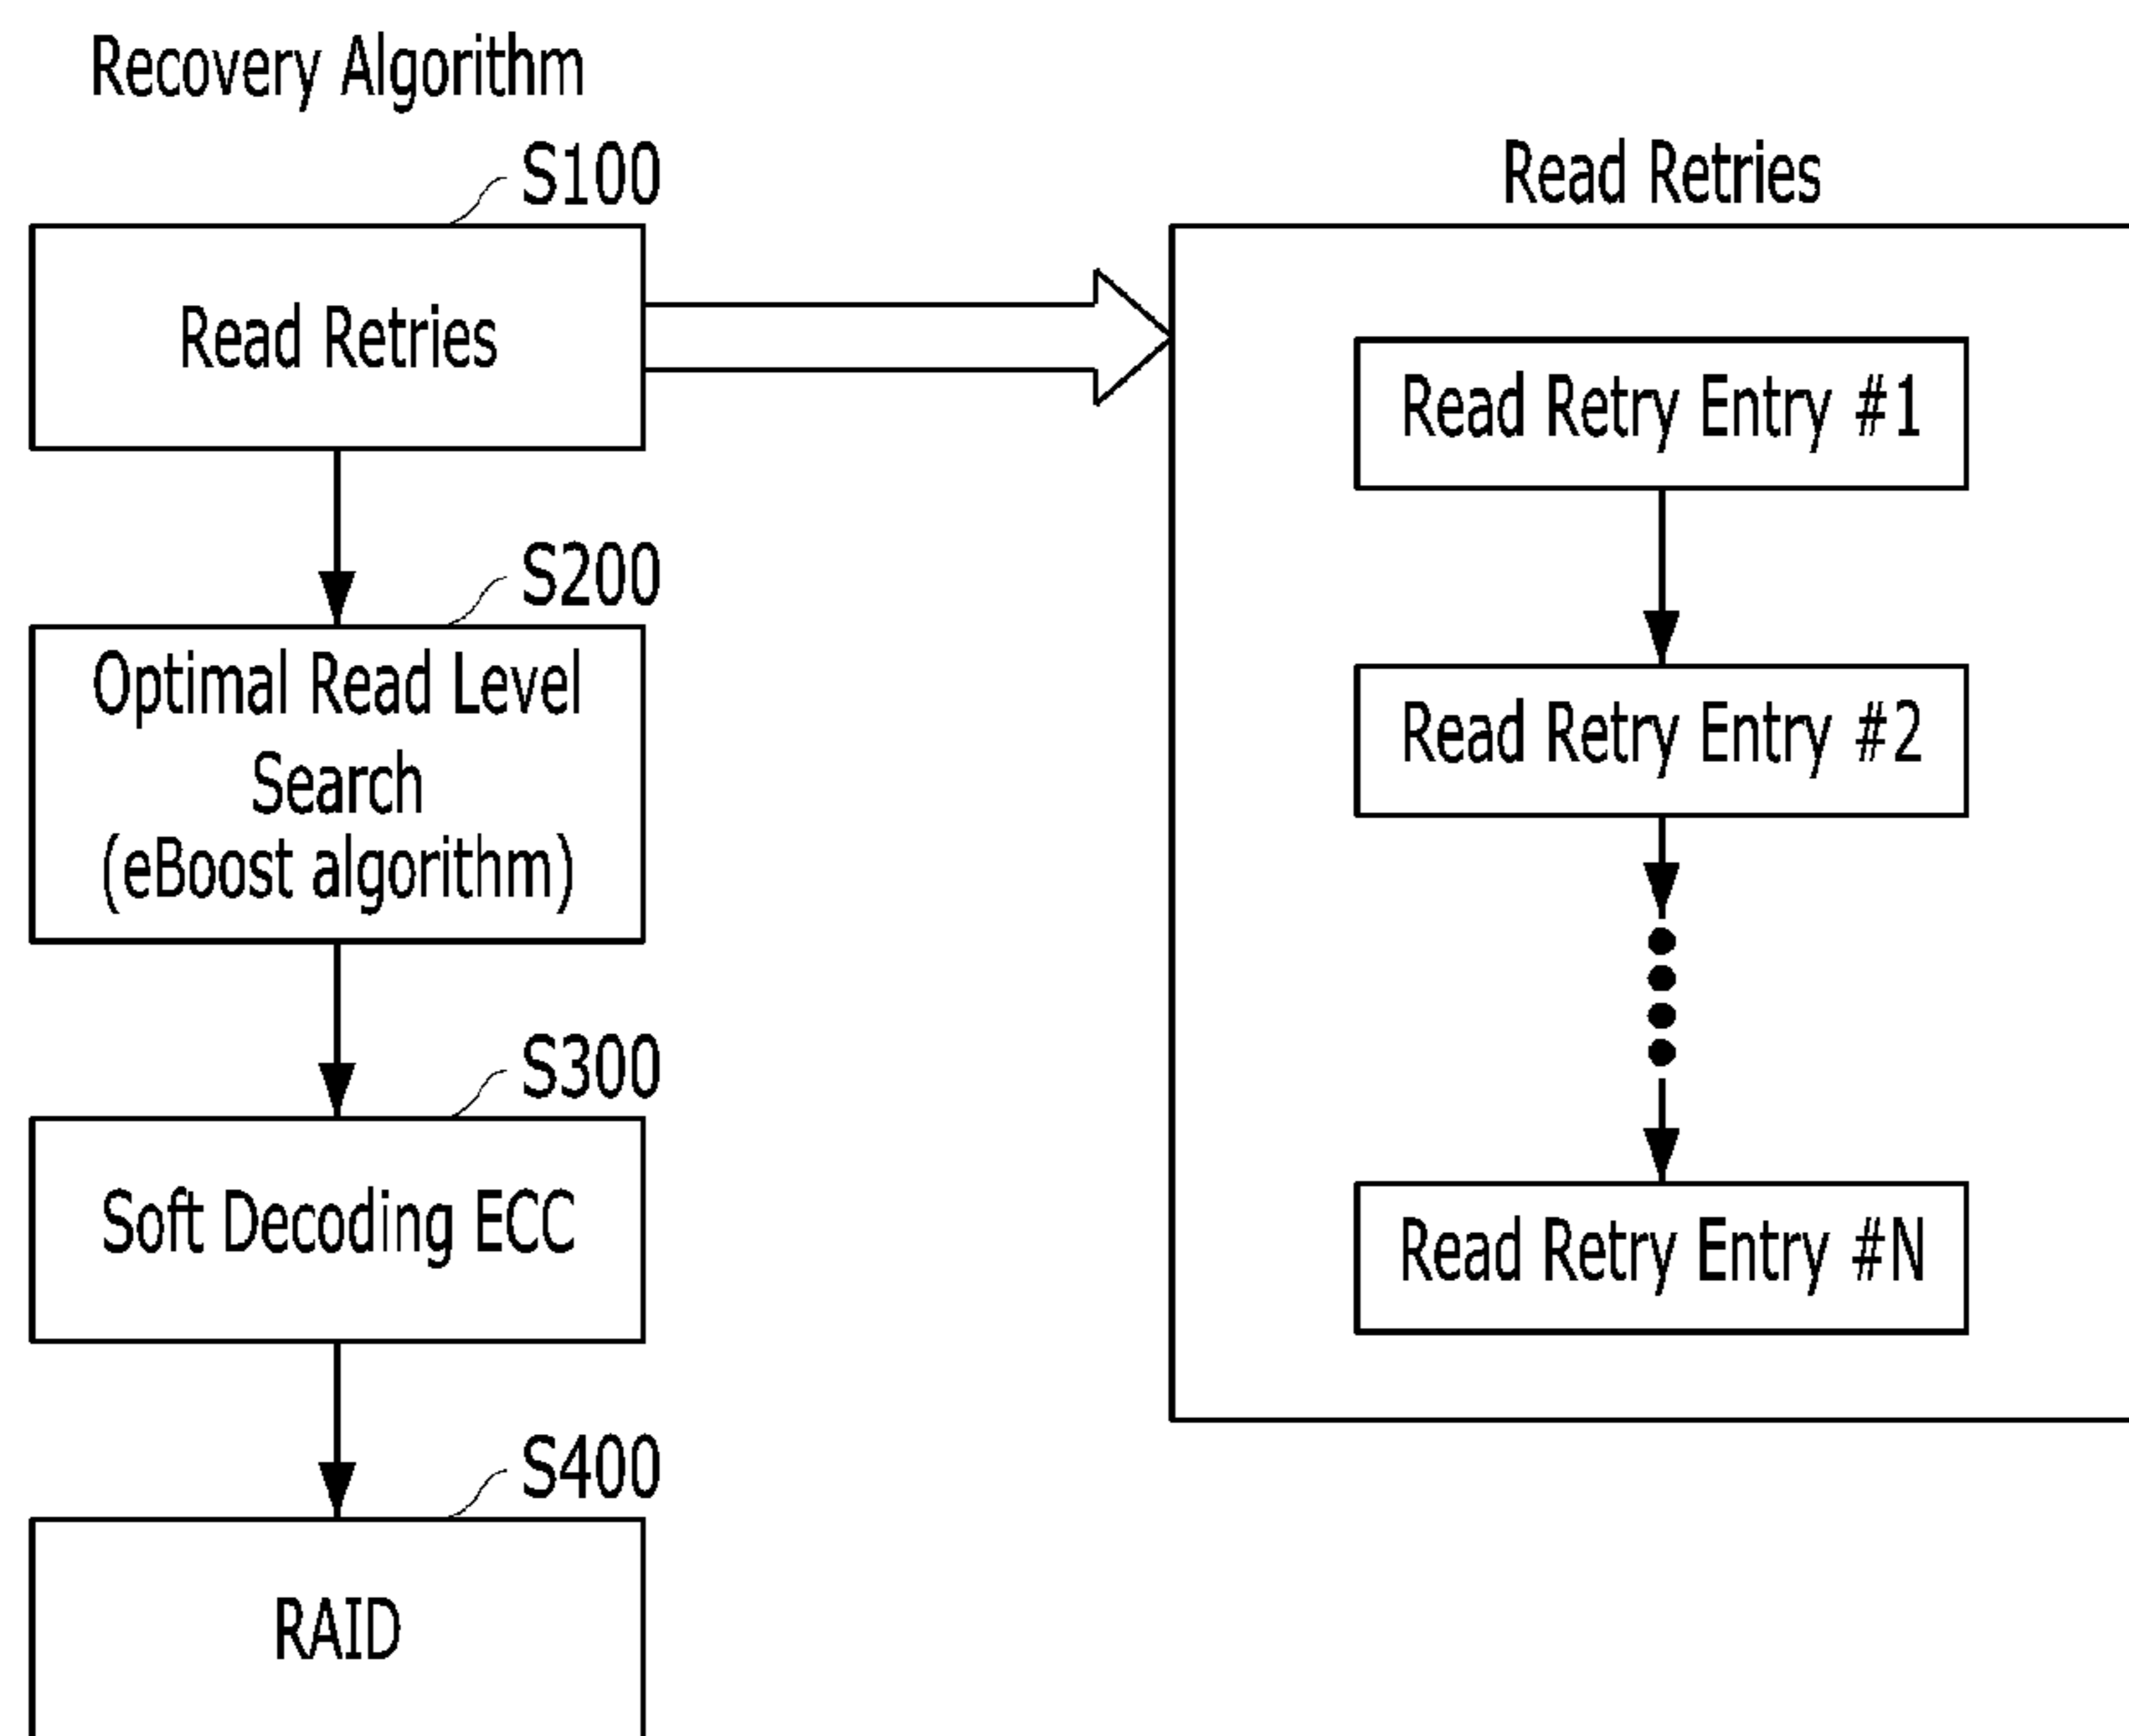 Recovery Algorithm
S100
Read Retries
S200
Optimal Read Level
Search
(eBoost algorithm)
S300
Soft Decoding ECC
S400
RAID
Read Retries
Read Retry Entry #1
Read Retry Entry #2
Read Retry Entry #N